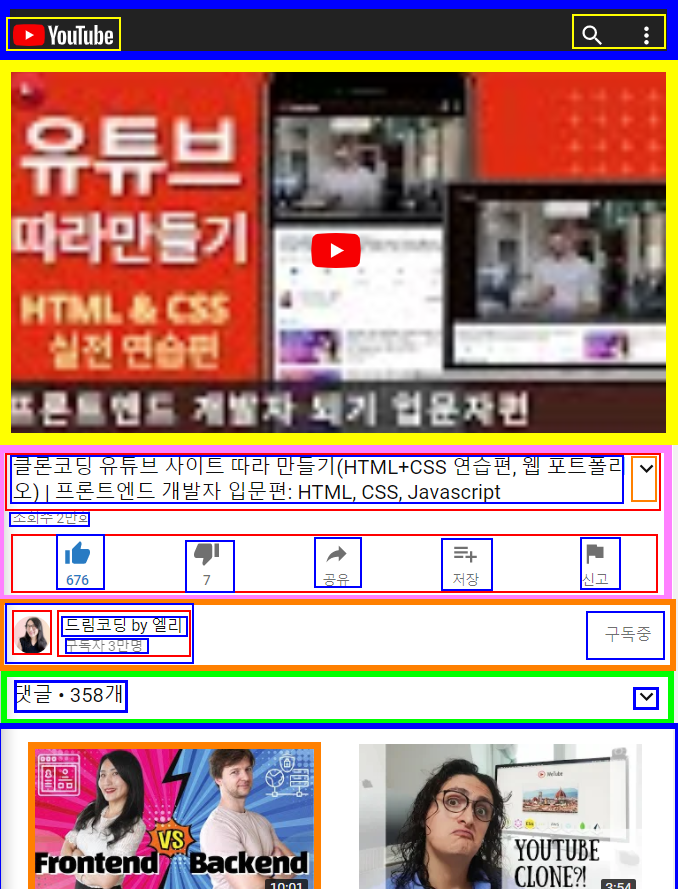 YouTube
유튜브
따라만들기
HTML & CSS
실전 연습편
프론트엔드 개발자 되기 입문자편
클론코딩 유튜브 사이트 따라 만들기(HTML+CSS 연습편, 웹 포트폴리
오) | 프론트엔드 개발자 입문편: HTML, CSS, Javascript
조회수 2만회
676
7
공유
저장
신고
드림코딩 by 엘리
구독자 3만명
구독중
댓글 • 358개
VS
Frontend Backend
10:01
YouTube
YOUTUBE
CLONE?!
3:54